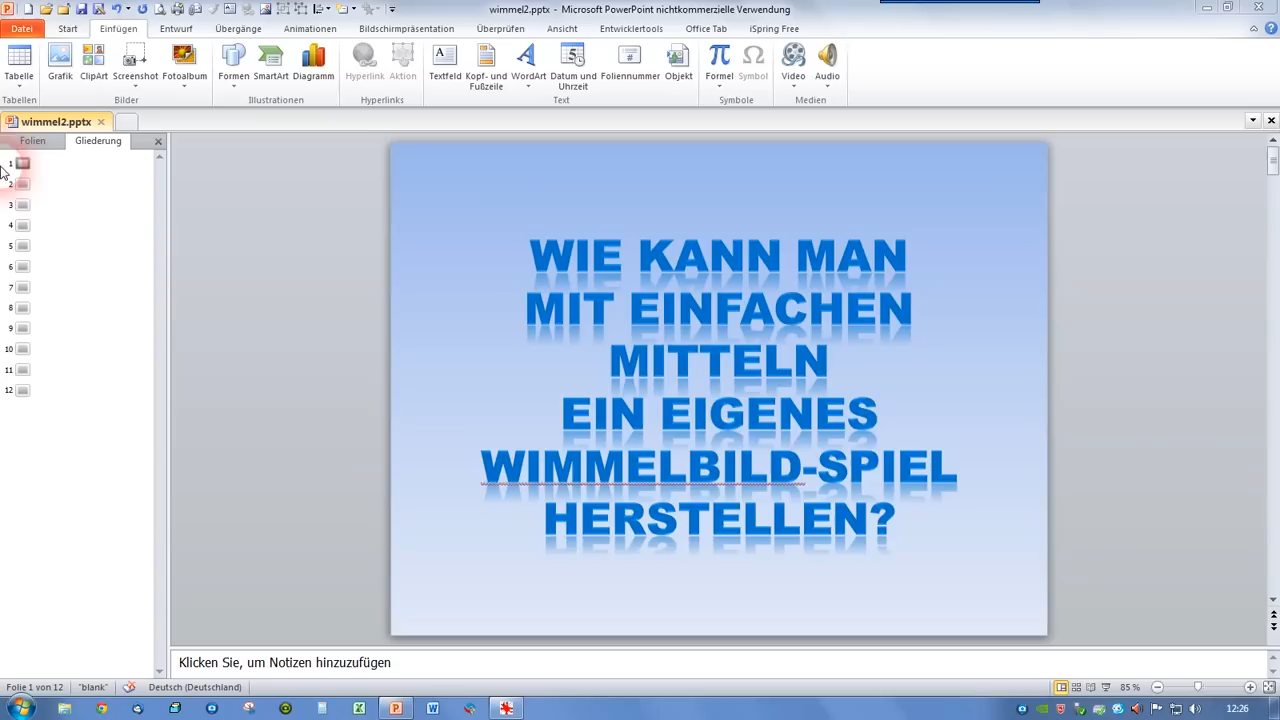 wimmel2.pptx - Microsoft PowerPoint nichtkommerzielle Verwendung
Datei Start Einfügen Entwurf Übergänge Animationen Bildschirmpräsentation Überprüfen Ansicht Entwicklertools Office Tab iSpring Free
Tabelle Grafik ClipArt Screenshot Fotoalbum Formen SmartArt Diagramm Hyperlink Aktion Textfeld Kopf- und Fußzeile WordArt Datum und Uhrzeit Foliennummer Objekt Formel Symbol Video Audio
Tabellen Bilder Illustrationen Hyperlinks Text Symbole Medien
wimmel2.pptx
Folien Gliederung
1
2
3
4
5
6
7
8
9
10
11
12
WIE KANN MAN
MIT EINFACHEN
MITTELN
EIN EIGENES
WIMMELBILD-SPIEL
HERSTELLEN?
Klicken Sie, um Notizen hinzuzufügen
Folie 1 von 12 "blank" Deutsch (Deutschland) 85 %
12:26